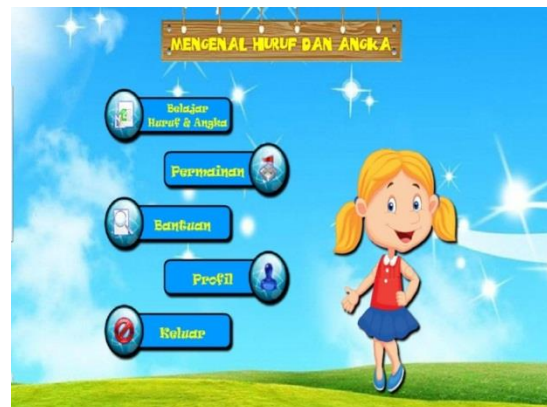 MENGENAL HURUF DAN ANGKA
Belajar
Huruf & Angka
Permainan
Bantuan
Profil
Keluar